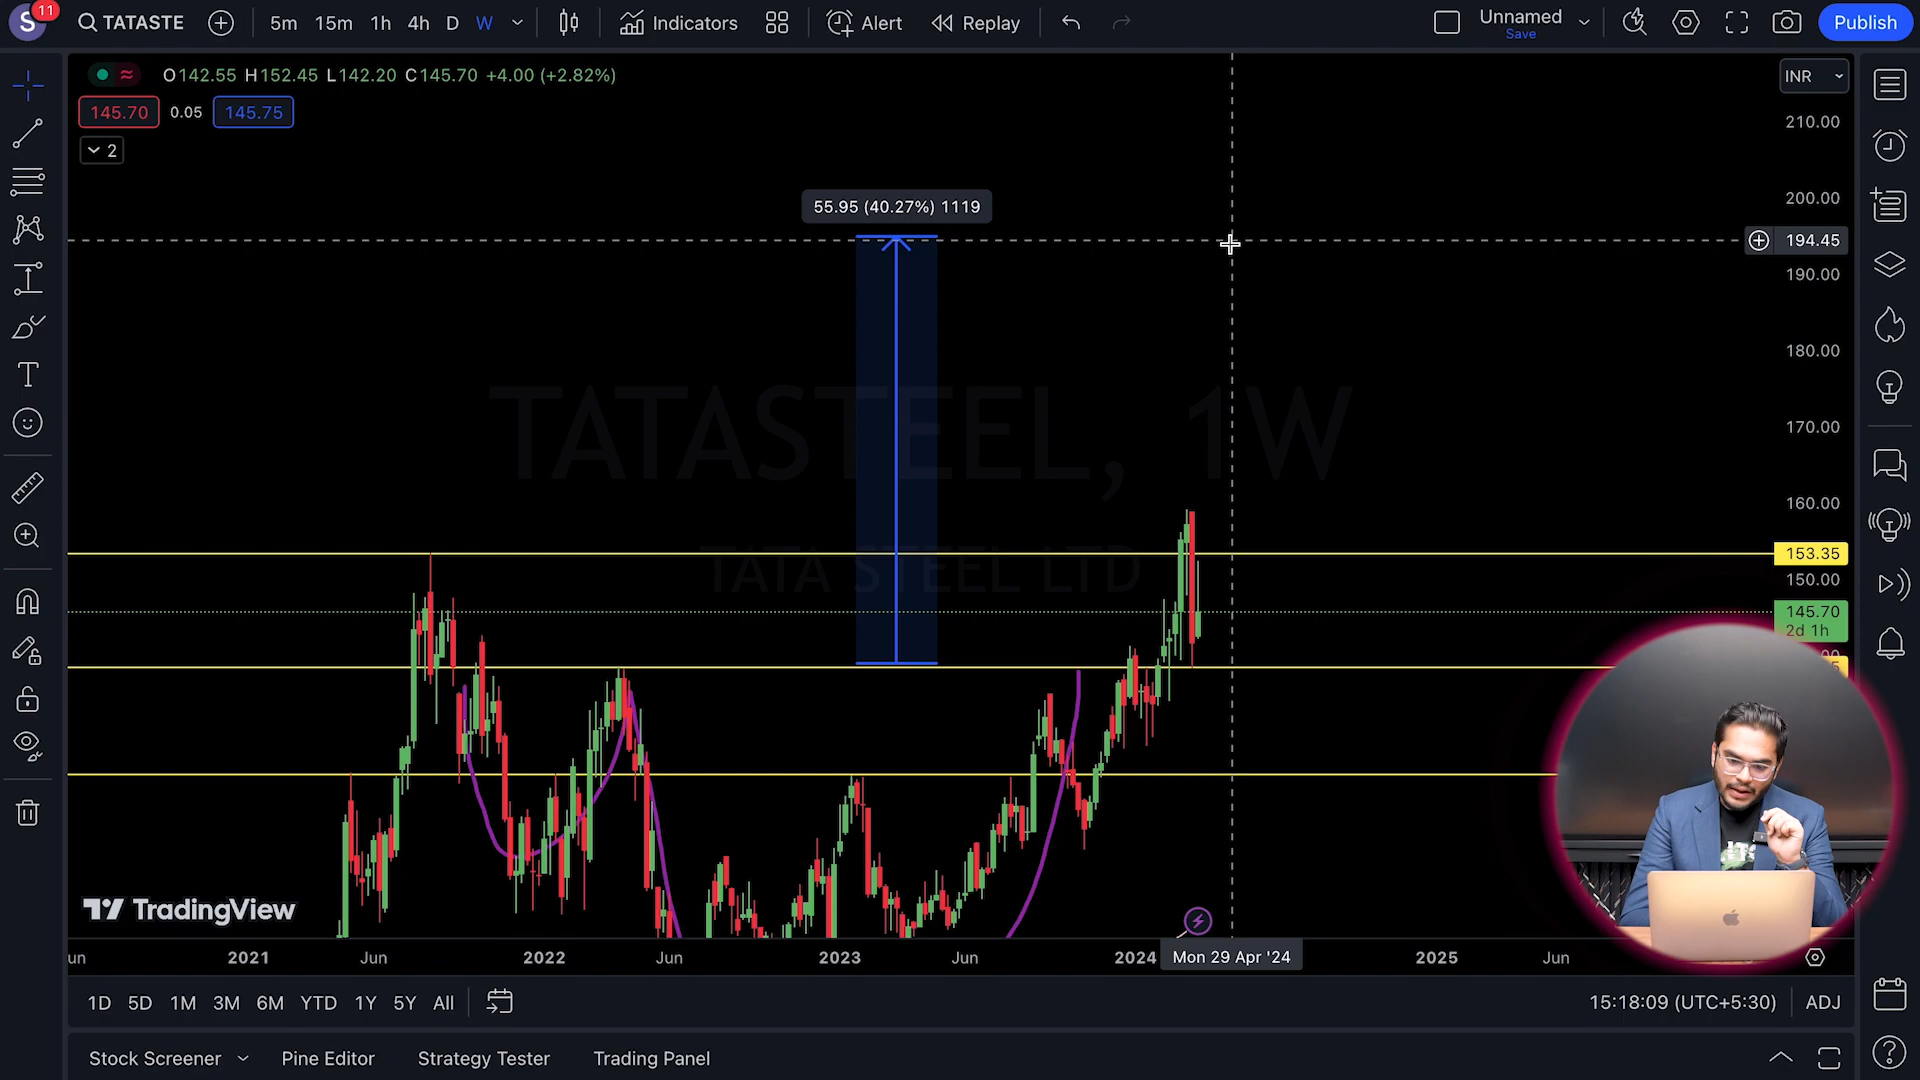 S 11 TATASTE 5m 15m 1h 4h D W Indicators Alert Replay Unnamed Save Publish
O142.55 H152.45 L142.20 C145.70 +4.00 (+2.82%) INR
145.70 0.05 145.75
2
210.00
200.00
55.95 (40.27%) 1119
194.45
190.00
180.00
170.00
TATASTEEL, 1W
160.00
153.35
TATA STEEL LTD
150.00
145.70
2d 1h
TradingView
2021 Jun 2022 Jun 2023 Jun 2024 Mon 29 Apr '24 2025 Jun
1D 5D 1M 3M 6M YTD 1Y 5Y All 15:18:09 (UTC+5:30) ADJ
Stock Screener Pine Editor Strategy Tester Trading Panel